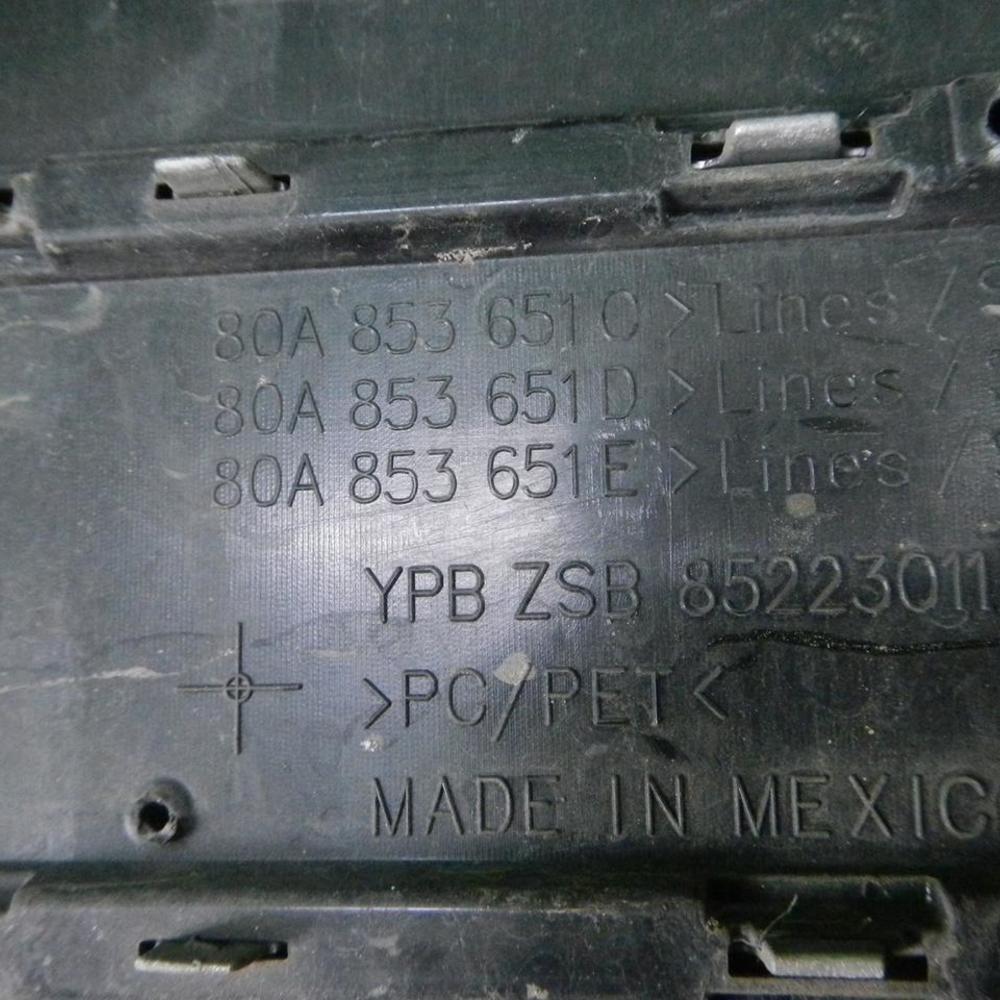 80A 853 651 C >Lines / S
80A 853 651 D >Lines /
80A 853 651 E >Lines /
YPB ZSB 85223011
>PC/PET<
MADE IN MEXIC